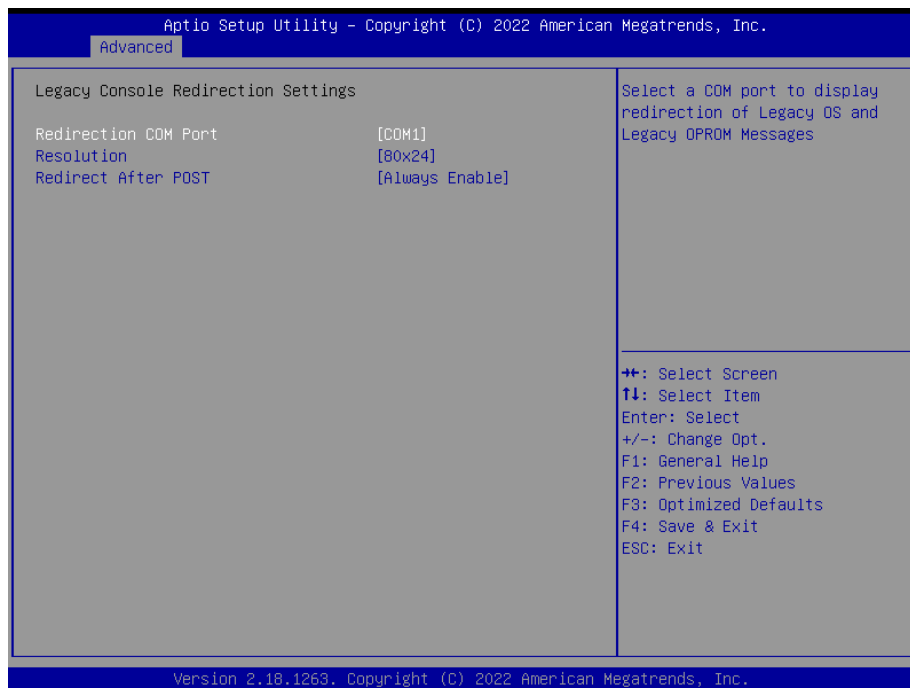 Aptio Setup Utility – Copyright (C) 2022 American Megatrends, Inc.
Advanced
Legacy Console Redirection Settings
Redirection COM Port [COM1]
Resolution [80x24]
Redirect After POST [Always Enable]
Select a COM port to display
redirection of Legacy OS and
Legacy OPROM Messages
→←: Select Screen
↑↓: Select Item
Enter: Select
+/-: Change Opt.
F1: General Help
F2: Previous Values
F3: Optimized Defaults
F4: Save & Exit
ESC: Exit
Version 2.18.1263. Copyright (C) 2022 American Megatrends, Inc.